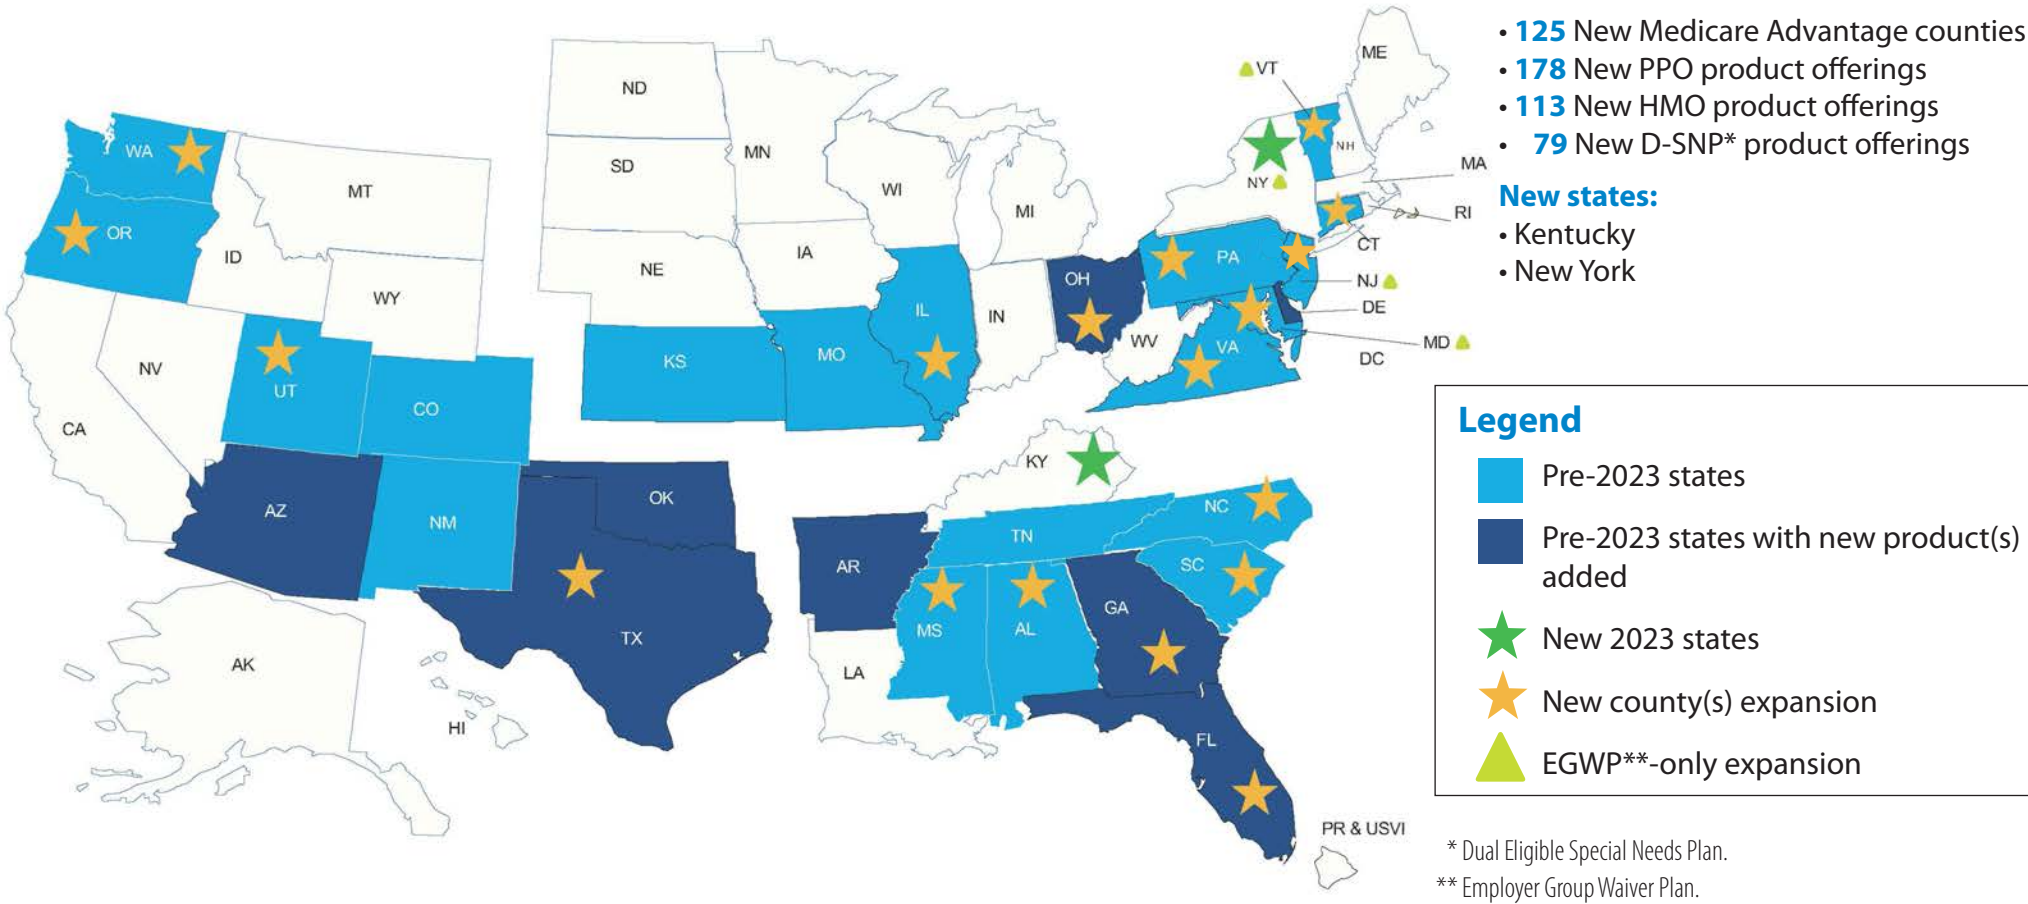 • 125 New Medicare Advantage counties
• 178 New PPO product offerings
• 113 New HMO product offerings
• 79 New D-SNP* product offerings
New states:
• Kentucky
• New York
ME
VT
NH
MA
NY
RI
CT
NJ
DE
MD
DC
ND
MN
WA
MT
SD
WI
MI
OR
ID
WY
NE
IA
PA
OH
IL
IN
WV
VA
NV
UT
CO
KS
MO
CA
KY
AZ
NM
OK
NC
TN
AR
SC
GA
TX
MS
AL
AK
LA
HI
FL
PR & USVI
Legend
Pre-2023 states
Pre-2023 states with new product(s)
added
New 2023 states
New county(s) expansion
EGWP**-only expansion
* Dual Eligible Special Needs Plan.
** Employer Group Waiver Plan.